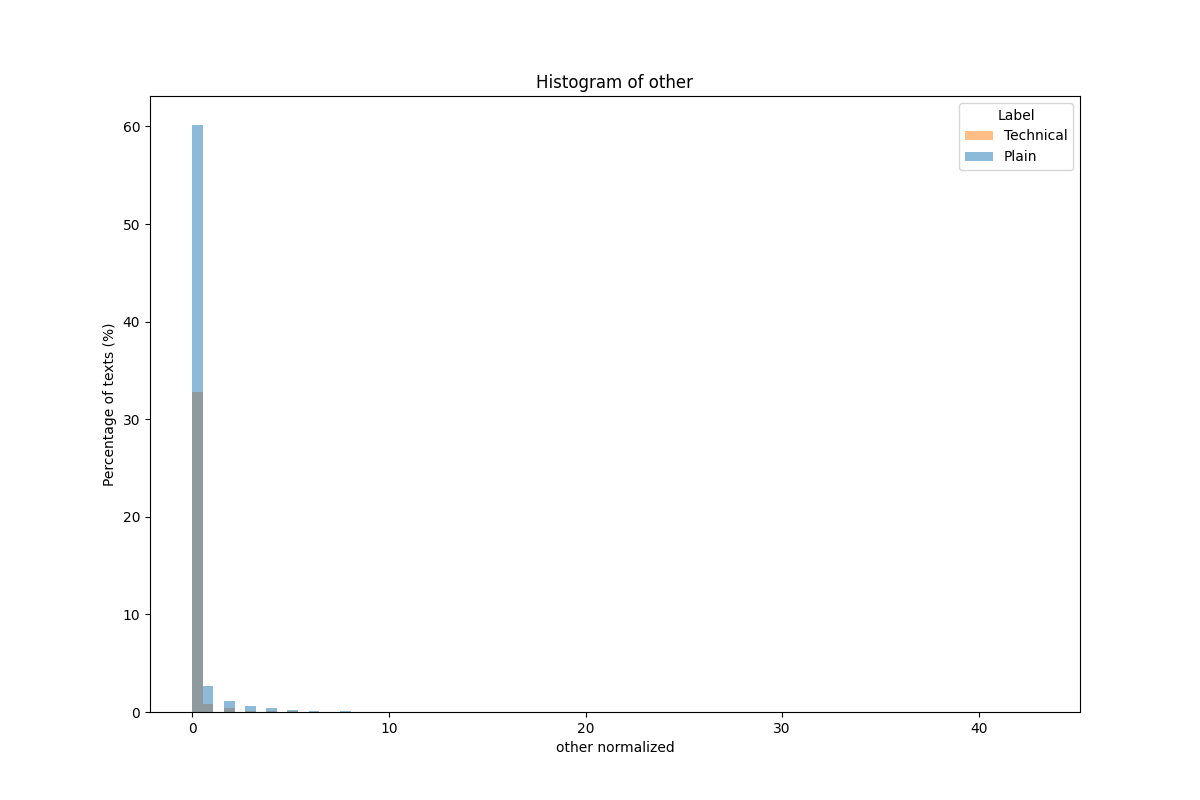 Histogram of other
Label
Technical
Plain
60
50
40
30
20
10
0
Percentage of texts (%)
0 10 20 30 40
other normalized